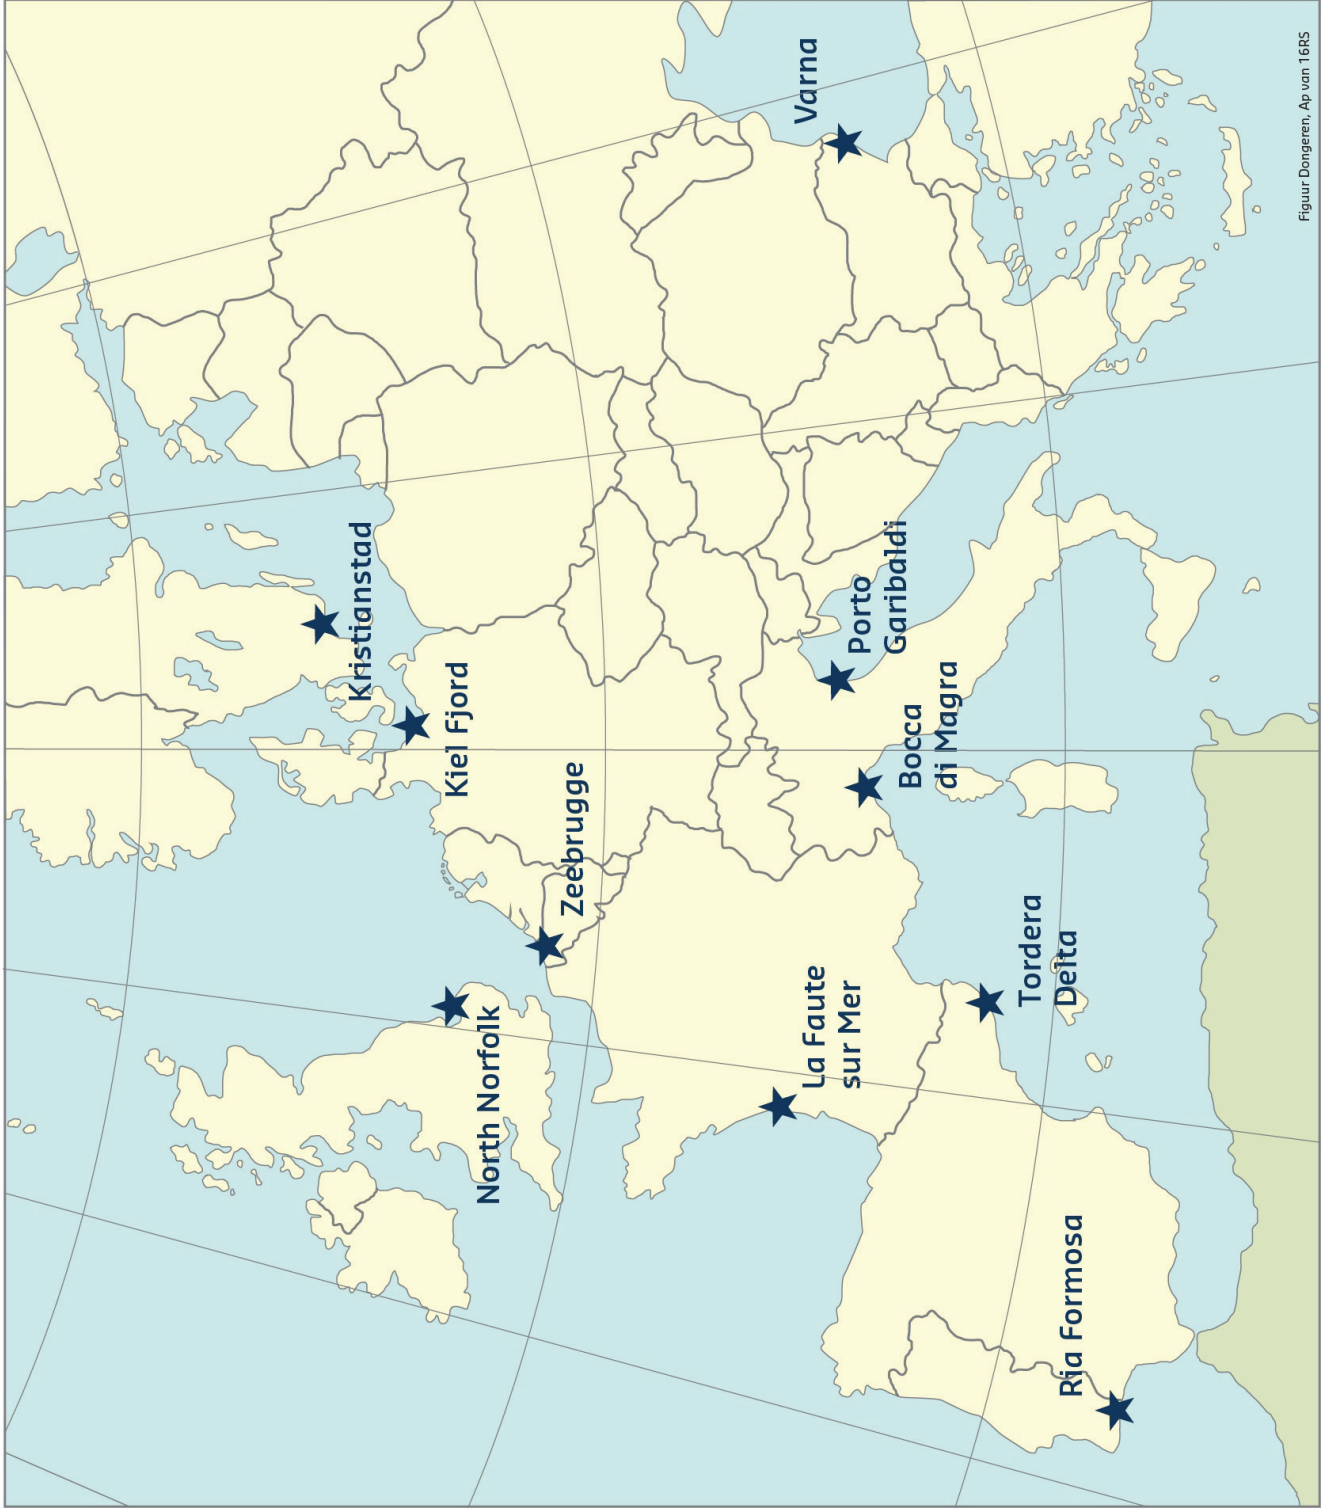 Kristianstad
Kiel Fjord
North Norfolk
Zeebrugge
Varna
La Faute
sur Mer
Porto
Garibaldi
Bocca
di Magra
Tordera
Delta
Ria Formosa
Figuur Dongeren, Ap van 16RS